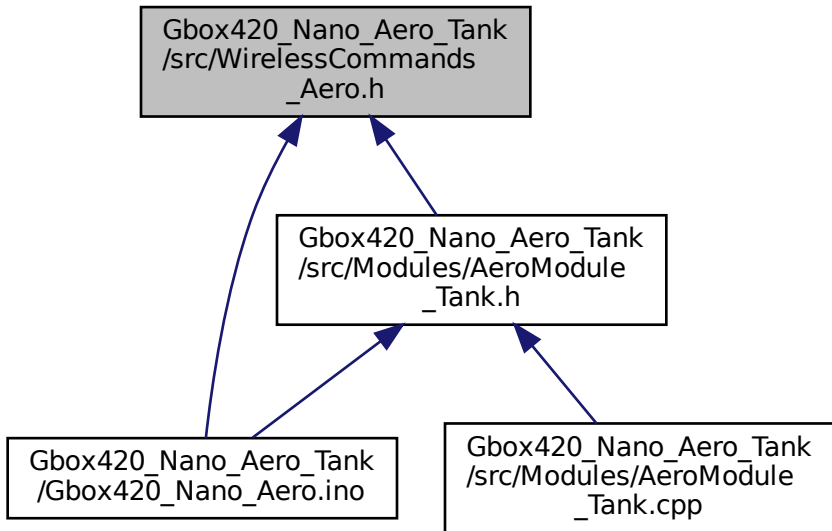 Gbox420_Nano_Aero_Tank
/src/WirelessCommands
_Aero.h
Gbox420_Nano_Aero_Tank
/src/Modules/AeroModule
_Tank.h
Gbox420_Nano_Aero_Tank
/Gbox420_Nano_Aero.ino
Gbox420_Nano_Aero_Tank
/src/Modules/AeroModule
_Tank.cpp